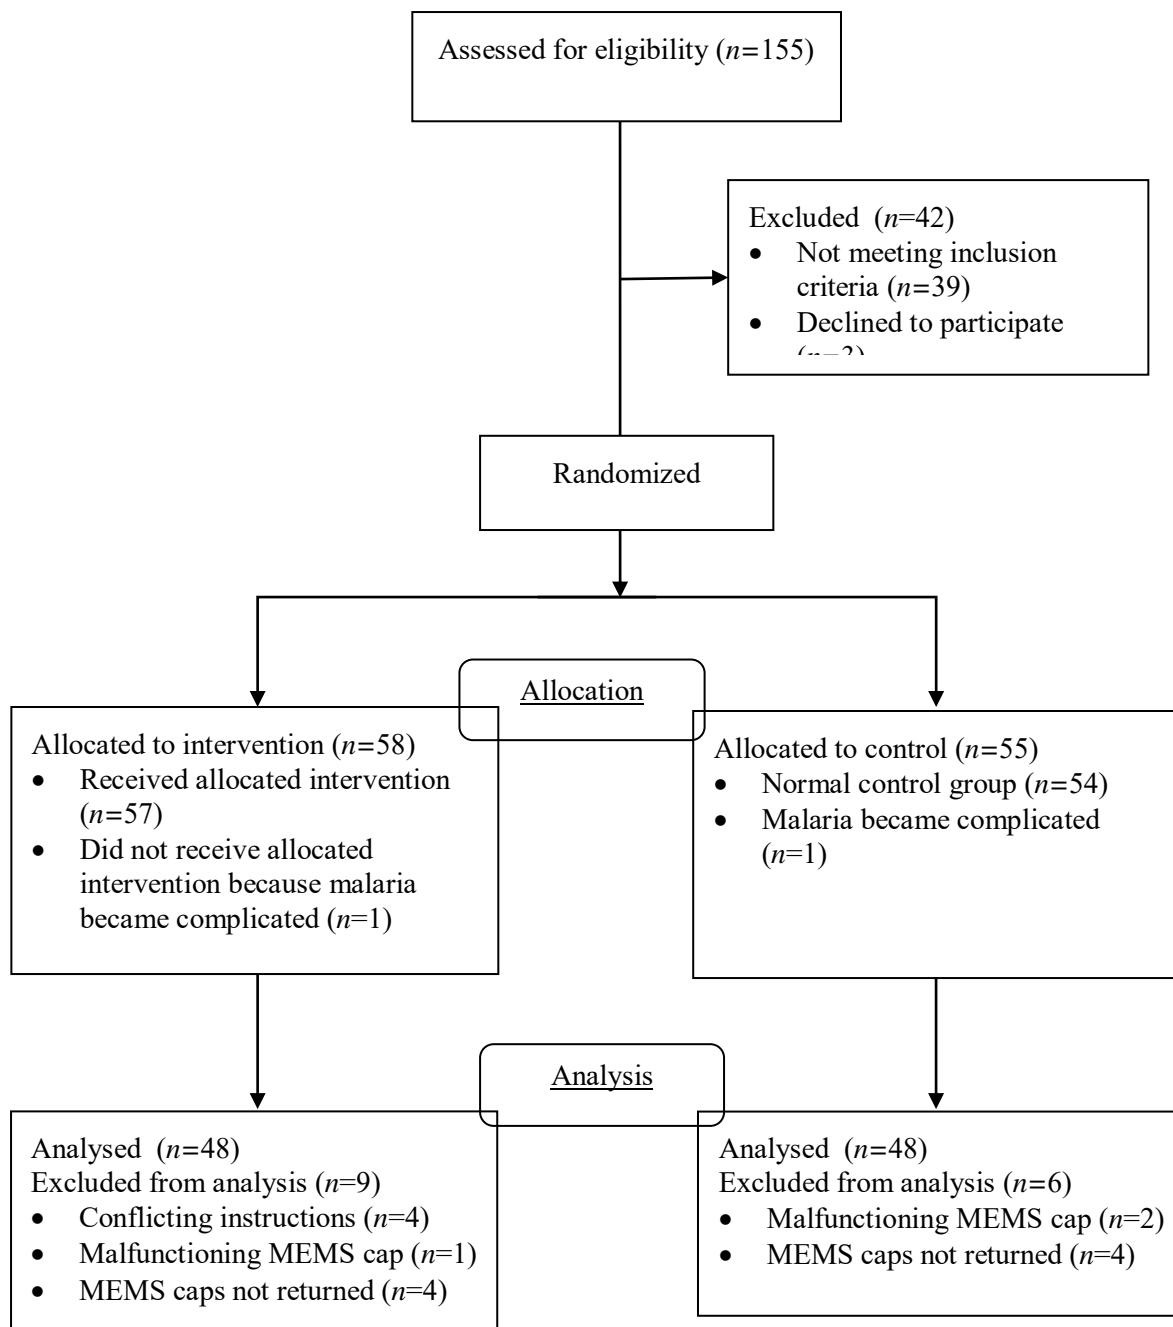 Assessed for eligibility (n=155)
Excluded (n=42)
• Not meeting inclusion
criteria (n=39)
• Declined to participate
Randomized
Allocation
Allocated to intervention (n=58)
• Received allocated intervention
(n=57)
• Did not receive allocated
intervention because malaria
became complicated (n=1)
Allocated to control (n=55)
• Normal control group (n=54)
• Malaria became complicated
(n=1)
Analysis
Analysed (n=48)
Excluded from analysis (n=9)
• Conflicting instructions (n=4)
• Malfunctioning MEMS cap (n=1)
• MEMS caps not returned (n=4)
Analysed (n=48)
Excluded from analysis (n=6)
• Malfunctioning MEMS cap (n=2)
• MEMS caps not returned (n=4)